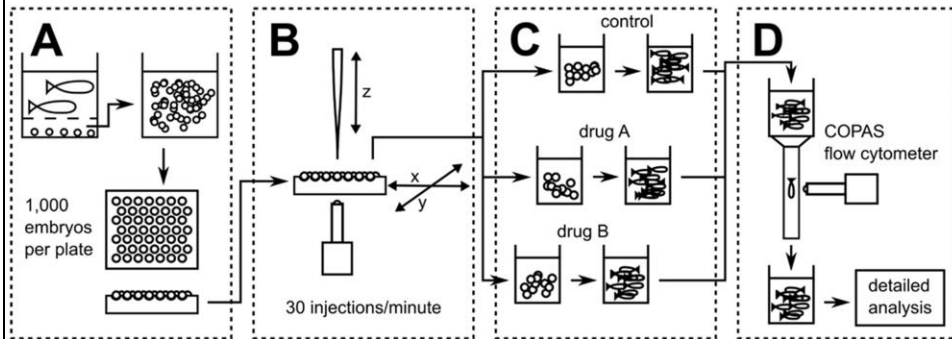 A
1,000
embryos
per plate
B
z
x
y
30 injections/minute
C
control
drug A
drug B
D
COPAS
flow cytometer
detailed
analysis